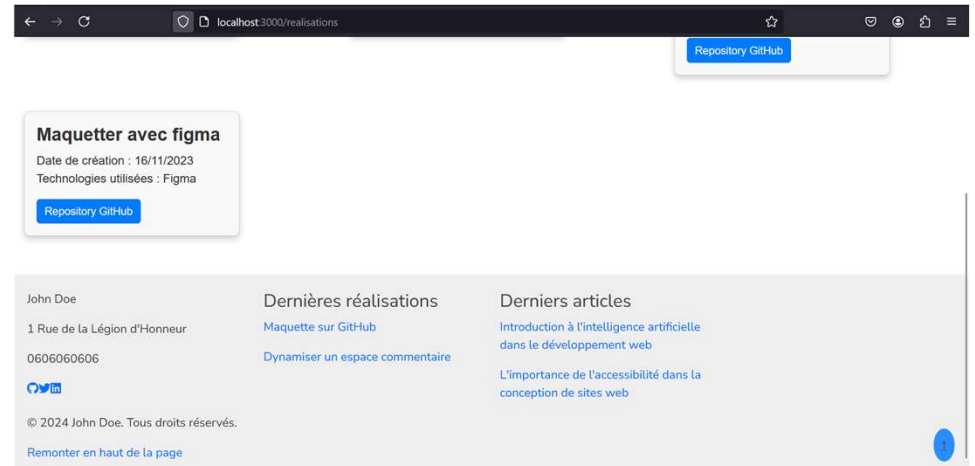 localhost:3000/realisations
Repository GitHub
Maquetter avec figma
Date de création : 16/11/2023
Technologies utilisées : Figma
Repository GitHub
John Doe
1 Rue de la Légion d'Honneur
0606060606
© 2024 John Doe. Tous droits réservés.
Remonter en haut de la page
Dernières réalisations
Maquette sur GitHub
Dynamiser un espace commentaire
Derniers articles
Introduction à l'intelligence artificielle
dans le développement web
L'importance de l'accessibilité dans la
conception de sites web